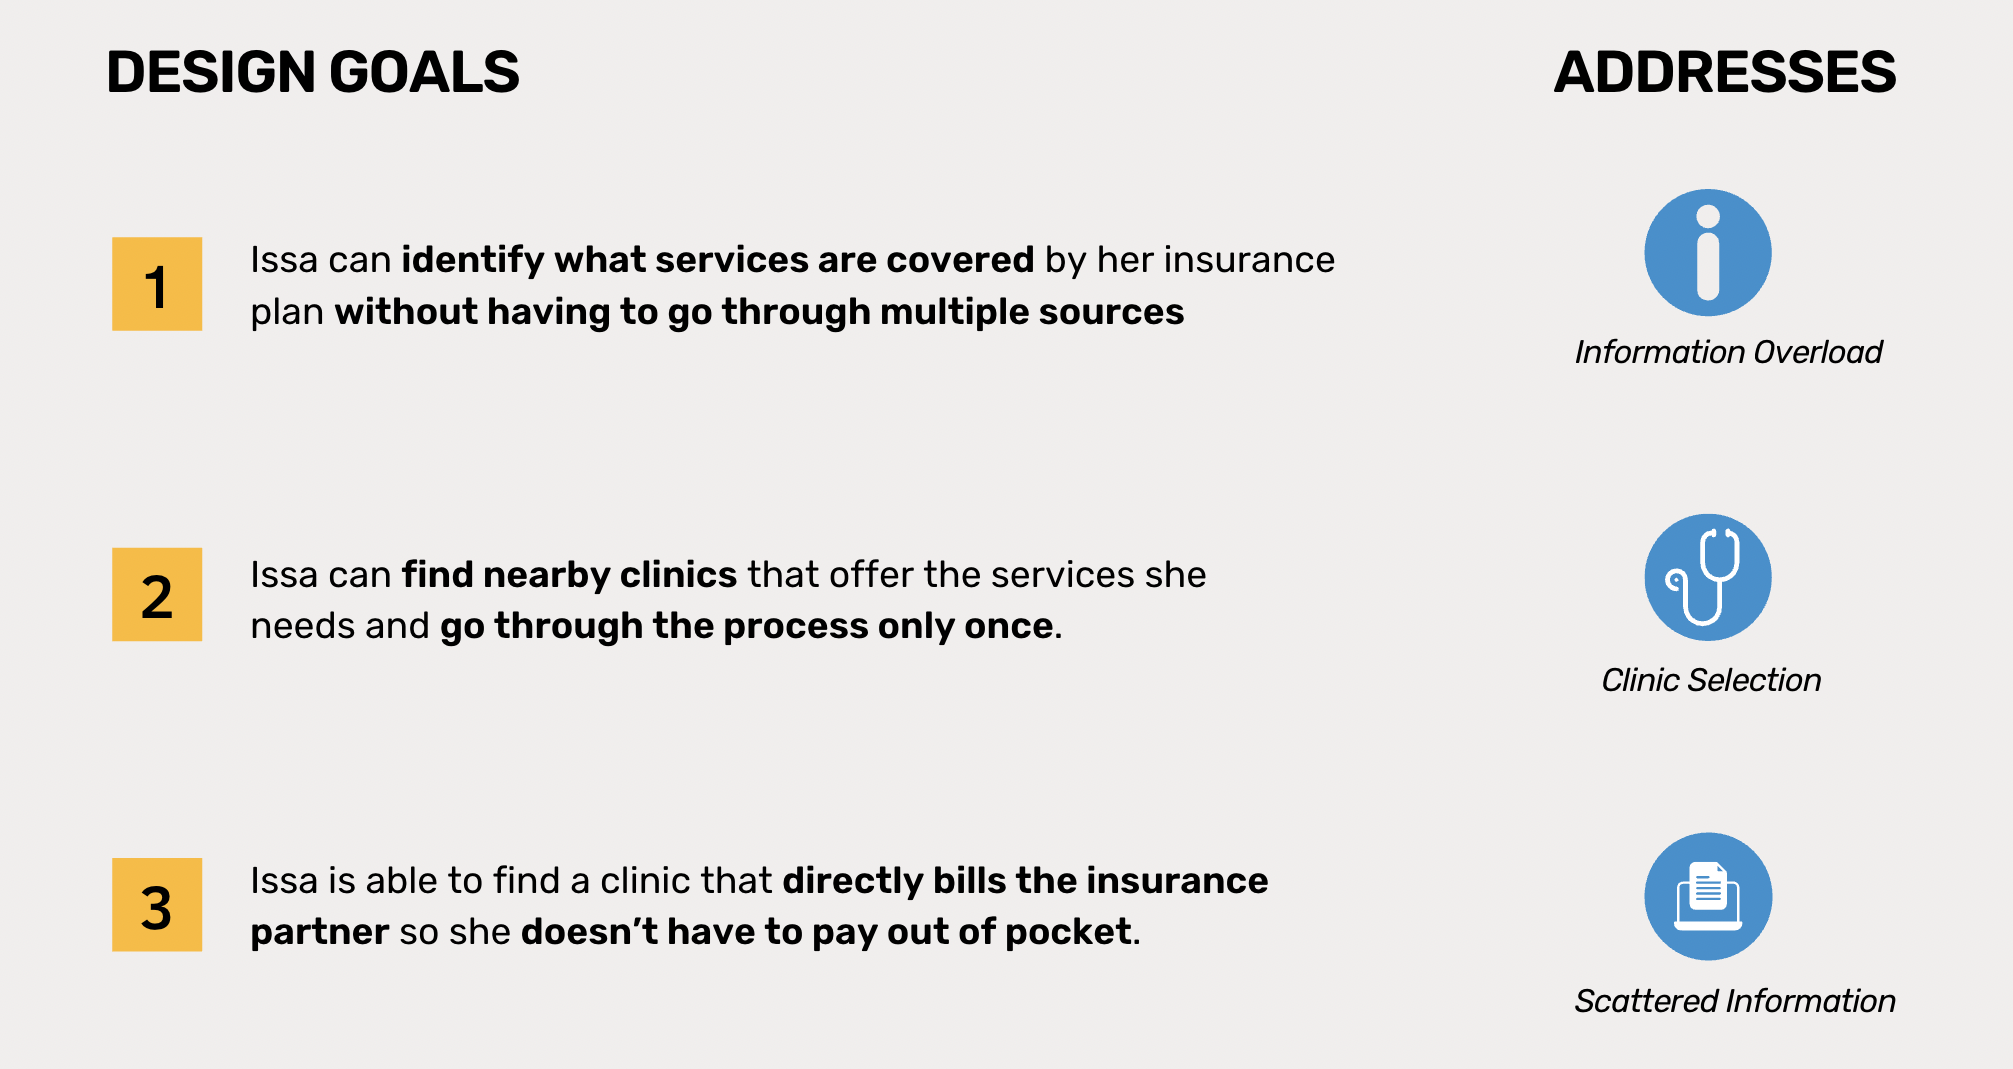 DESIGN GOALS
ADDRESSES
1
Issa can identify what services are covered by her insurance
plan without having to go through multiple sources
Information Overload
2
Issa can find nearby clinics that offer the services she
needs and go through the process only once.
Clinic Selection
3
Issa is able to find a clinic that directly bills the insurance
partner so she doesn’t have to pay out of pocket.
Scattered Information